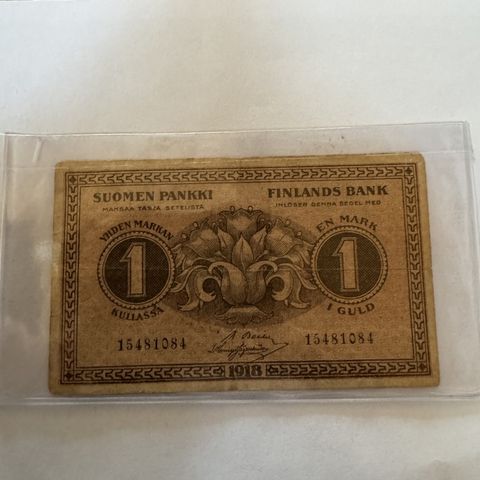 SUOMEN PANKKI
MAKSAA TÄSTÄ SETELISTÄ
FINLANDS BANK
INLÖSER DENNA SEDEL MED
YHDEN MARKAN
1
KULLASSA
EN MARK
1
I GULD
15481084
15481084
1918